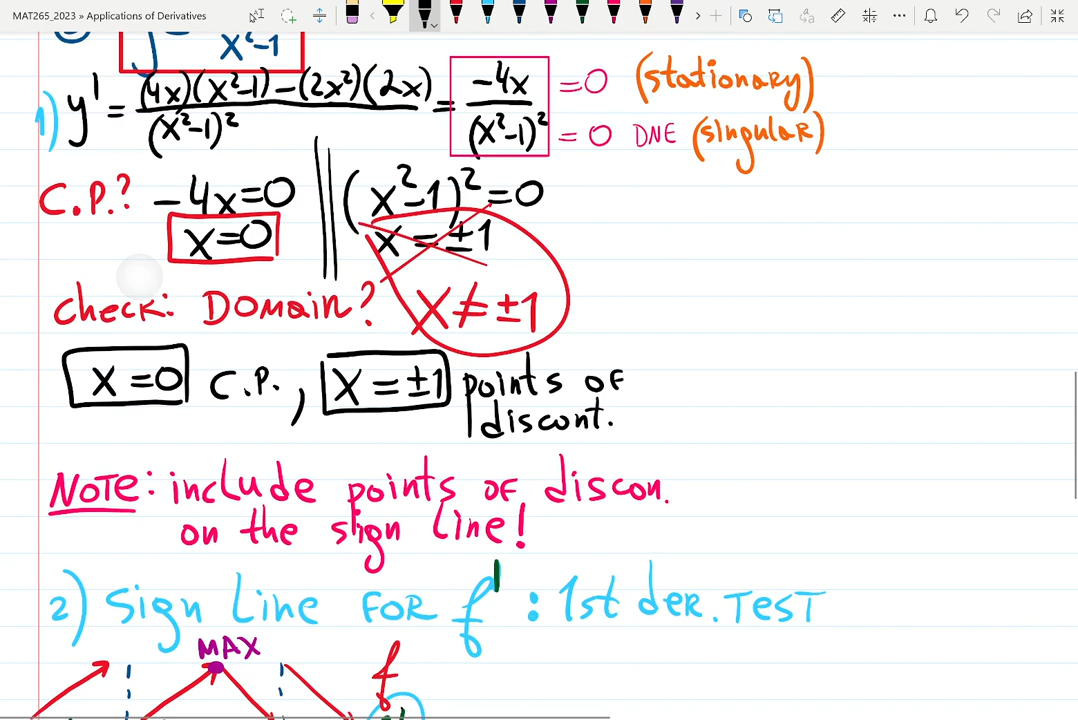 MAT265_2023 » Applications of Derivatives
x²-1
1) y' = (4x)(x²-1) - (2x²)(2x) / (x²-1)² = -4x / (x²-1)² =0 (stationary)
=0 DNE (singular)
C.P.? -4x=0 || (x²-1)²=0
x=0 x = ±1
check: Domain? x ≠ ±1
x=0 C.P., x=±1 points of
discont.
NOTE: include points of discon.
on the sign line!
2) Sign Line FOR f' : 1st der. TEST
MAX
f